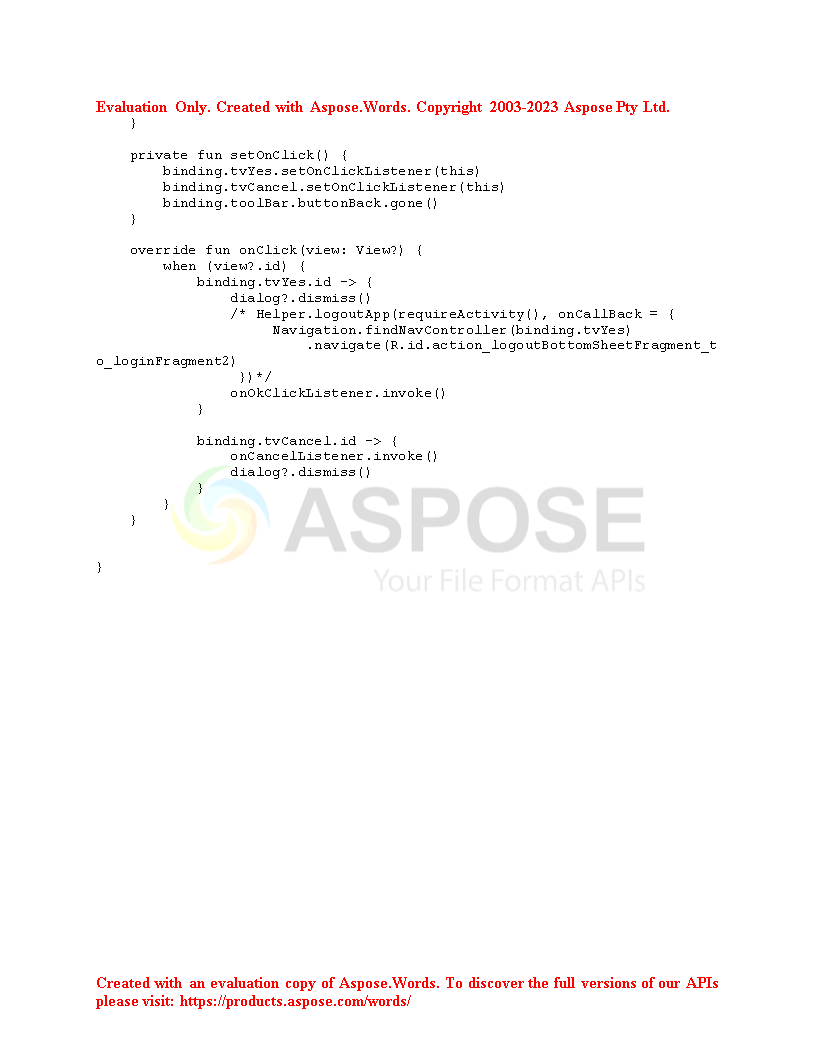 Evaluation Only. Created with Aspose.Words. Copyright 2003-2023 Aspose Pty Ltd.
    }

    private fun setOnClick() {
        binding.tvYes.setOnClickListener(this)
        binding.tvCancel.setOnClickListener(this)
        binding.toolBar.buttonBack.gone()
    }

    override fun onClick(view: View?) {
        when (view?.id) {
            binding.tvYes.id -> {
                dialog?.dismiss()
                /* Helper.logoutApp(requireActivity(), onCallBack = {
                     Navigation.findNavController(binding.tvYes)
                         .navigate(R.id.action_logoutBottomSheetFragment_t
o_loginFragment2)
                 })*/
                onOkClickListener.invoke()
            }

            binding.tvCancel.id -> {
                onCancelListener.invoke()
                dialog?.dismiss()
            }
        }
    }
ASPOSE
Your File Format APIs
}
Created with an evaluation copy of Aspose.Words. To discover the full versions of our APIs
please visit: https://products.aspose.com/words/